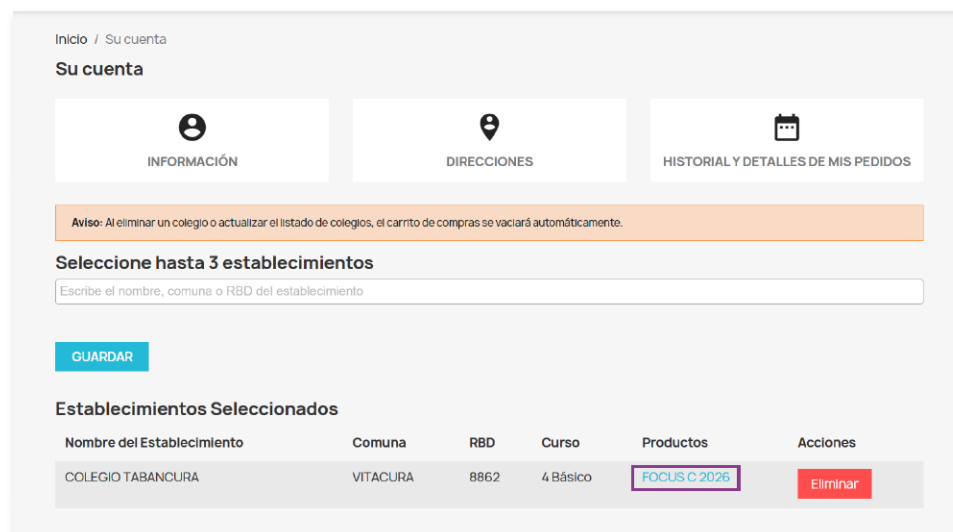 Inicio / Su cuenta
Su cuenta
INFORMACIÓN
DIRECCIONES
HISTORIAL Y DETALLES DE MIS PEDIDOS
Aviso: Al eliminar un colegio o actualizar el listado de colegios, el carrito de compras se vaciará automáticamente.
Seleccione hasta 3 establecimientos
Escribe el nombre, comuna o RBD del establecimiento
GUARDAR
Establecimientos Seleccionados
Nombre del Establecimiento Comuna RBD Curso Productos Acciones
COLEGIO TABANCURA VITACURA 8862 4 Básico FOCUS C 2026 Eliminar